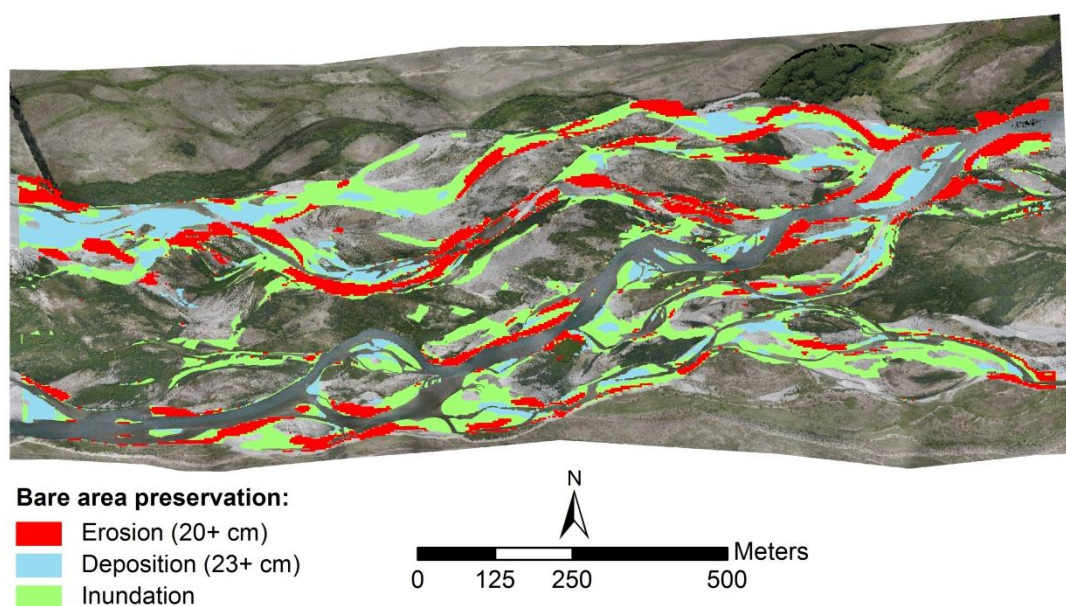 N
Bare area preservation:
Erosion (20+ cm)
Deposition (23+ cm)
Inundation
Meters
0 125 250 500